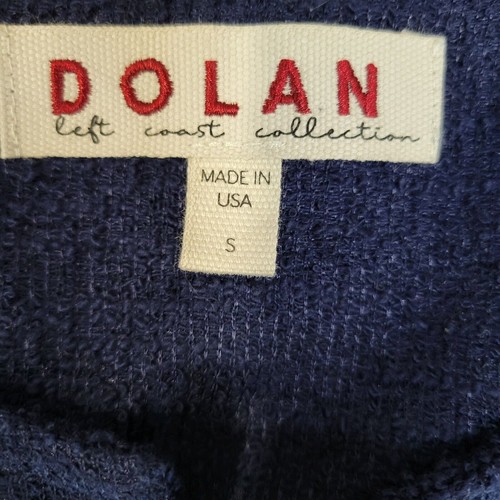 DOLAN
left coast collection
MADE IN
USA
S